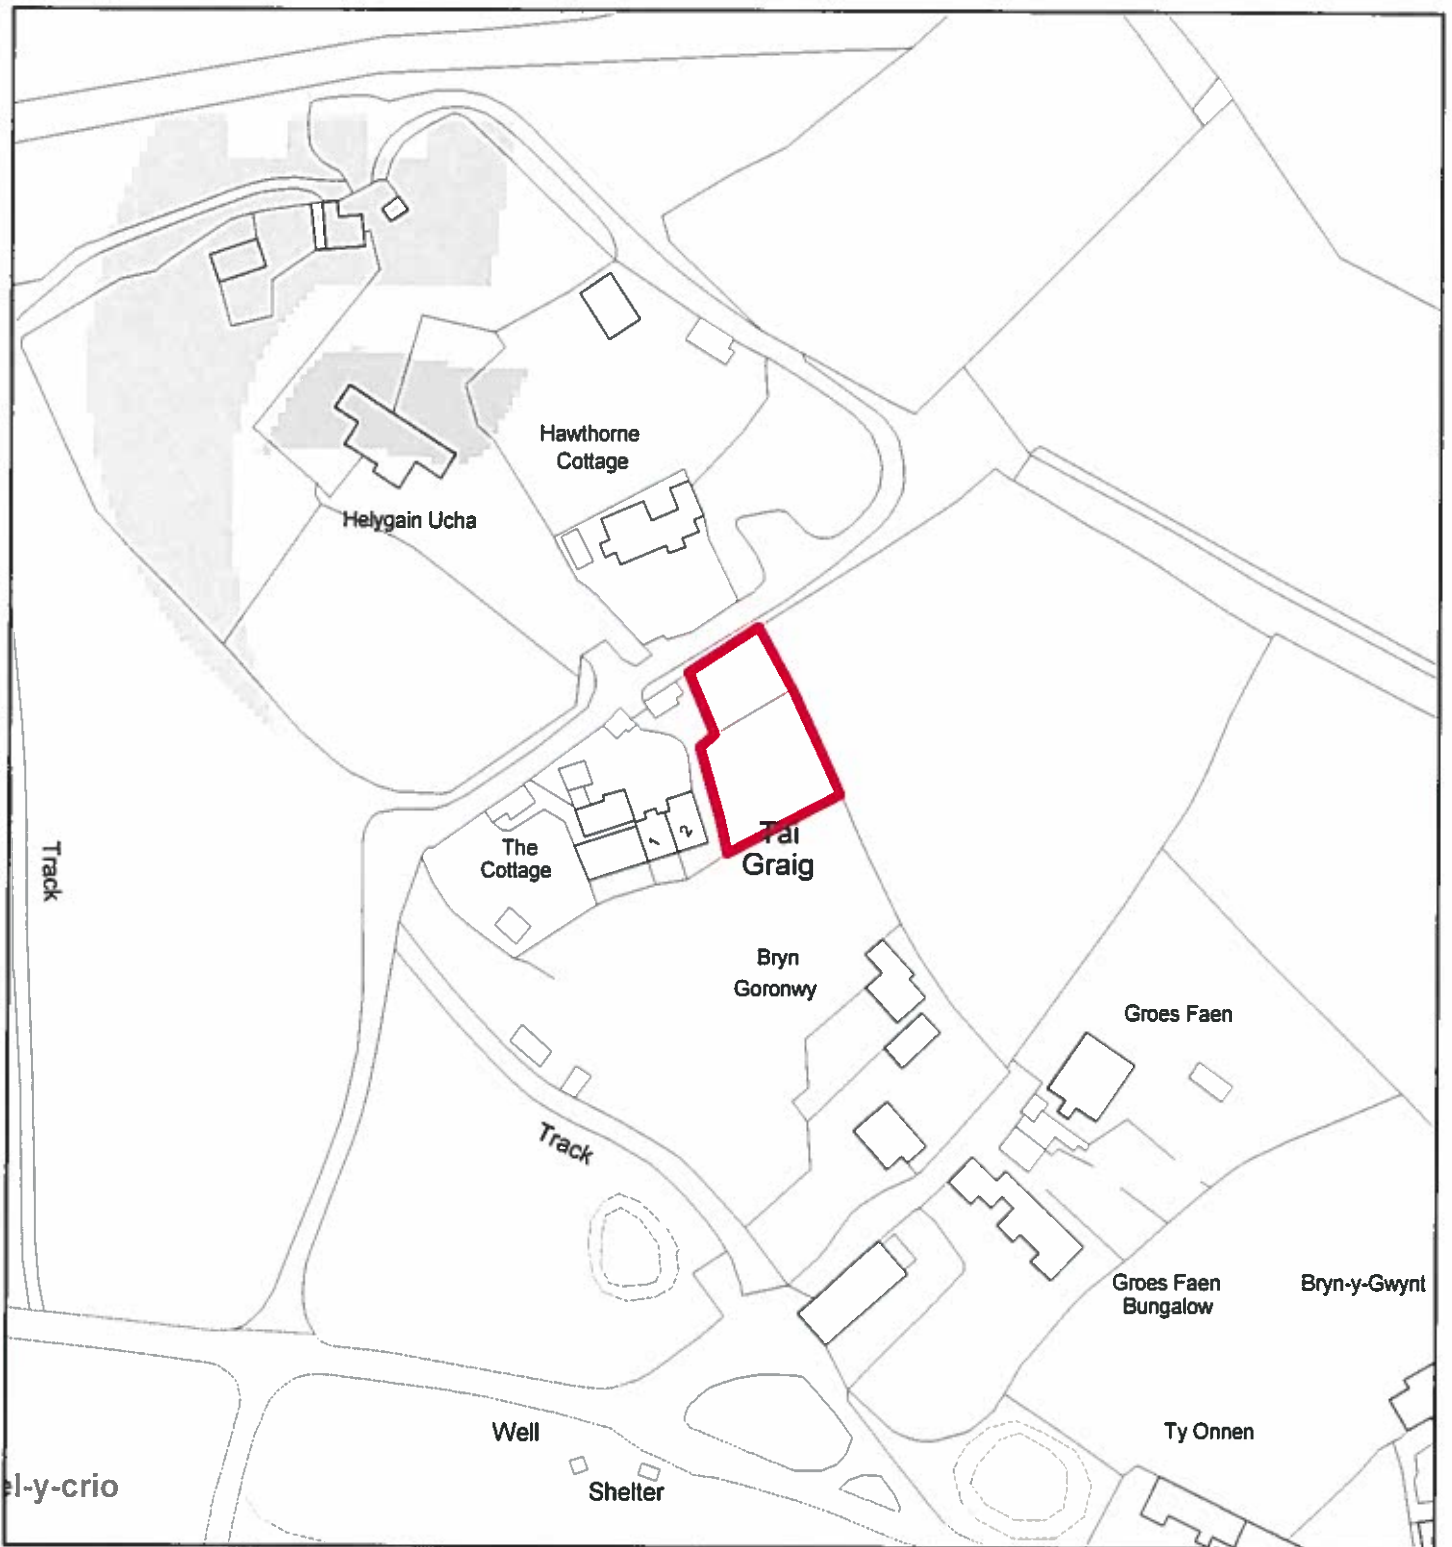 Hawthorne
Cottage
Helygain Ucha
The
Cottage
1
2
Tai
Graig
Track
Bryn
Goronwy
Groes Faen
Track
Groes Faen
Bungalow
Bryn-y-Gwynt
Well
Ty Onnen
Shelter
l-y-crio